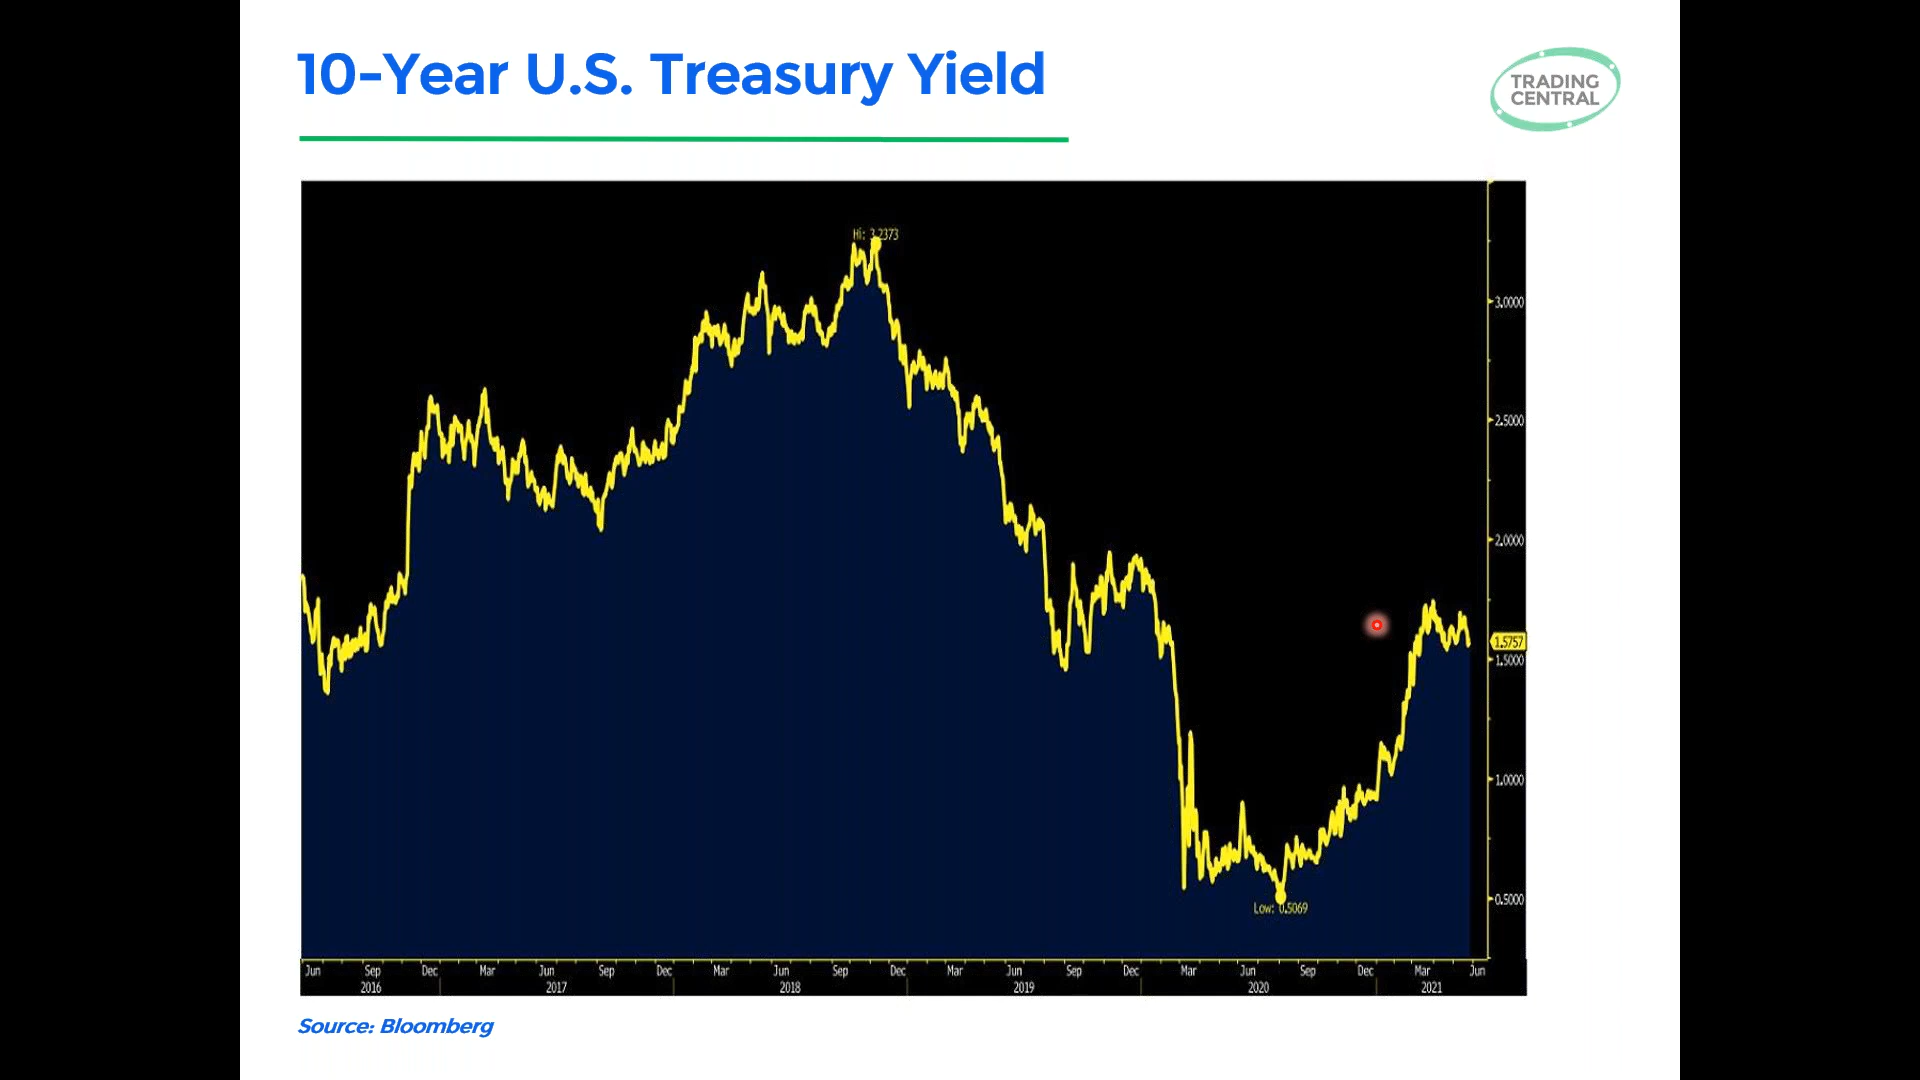 10-Year U.S. Treasury Yield
TRADING
CENTRAL
Hi: 3.2373
3.0000
2.5000
2.0000
1.5757
1.5000
1.0000
0.5000
Low: 0.5069
Jun Sep Dec Mar Jun Sep Dec Mar Jun Sep Dec Mar Jun Sep Dec Mar Jun Sep Dec Mar Jun
2016 2017 2018 2019 2020 2021
Source: Bloomberg